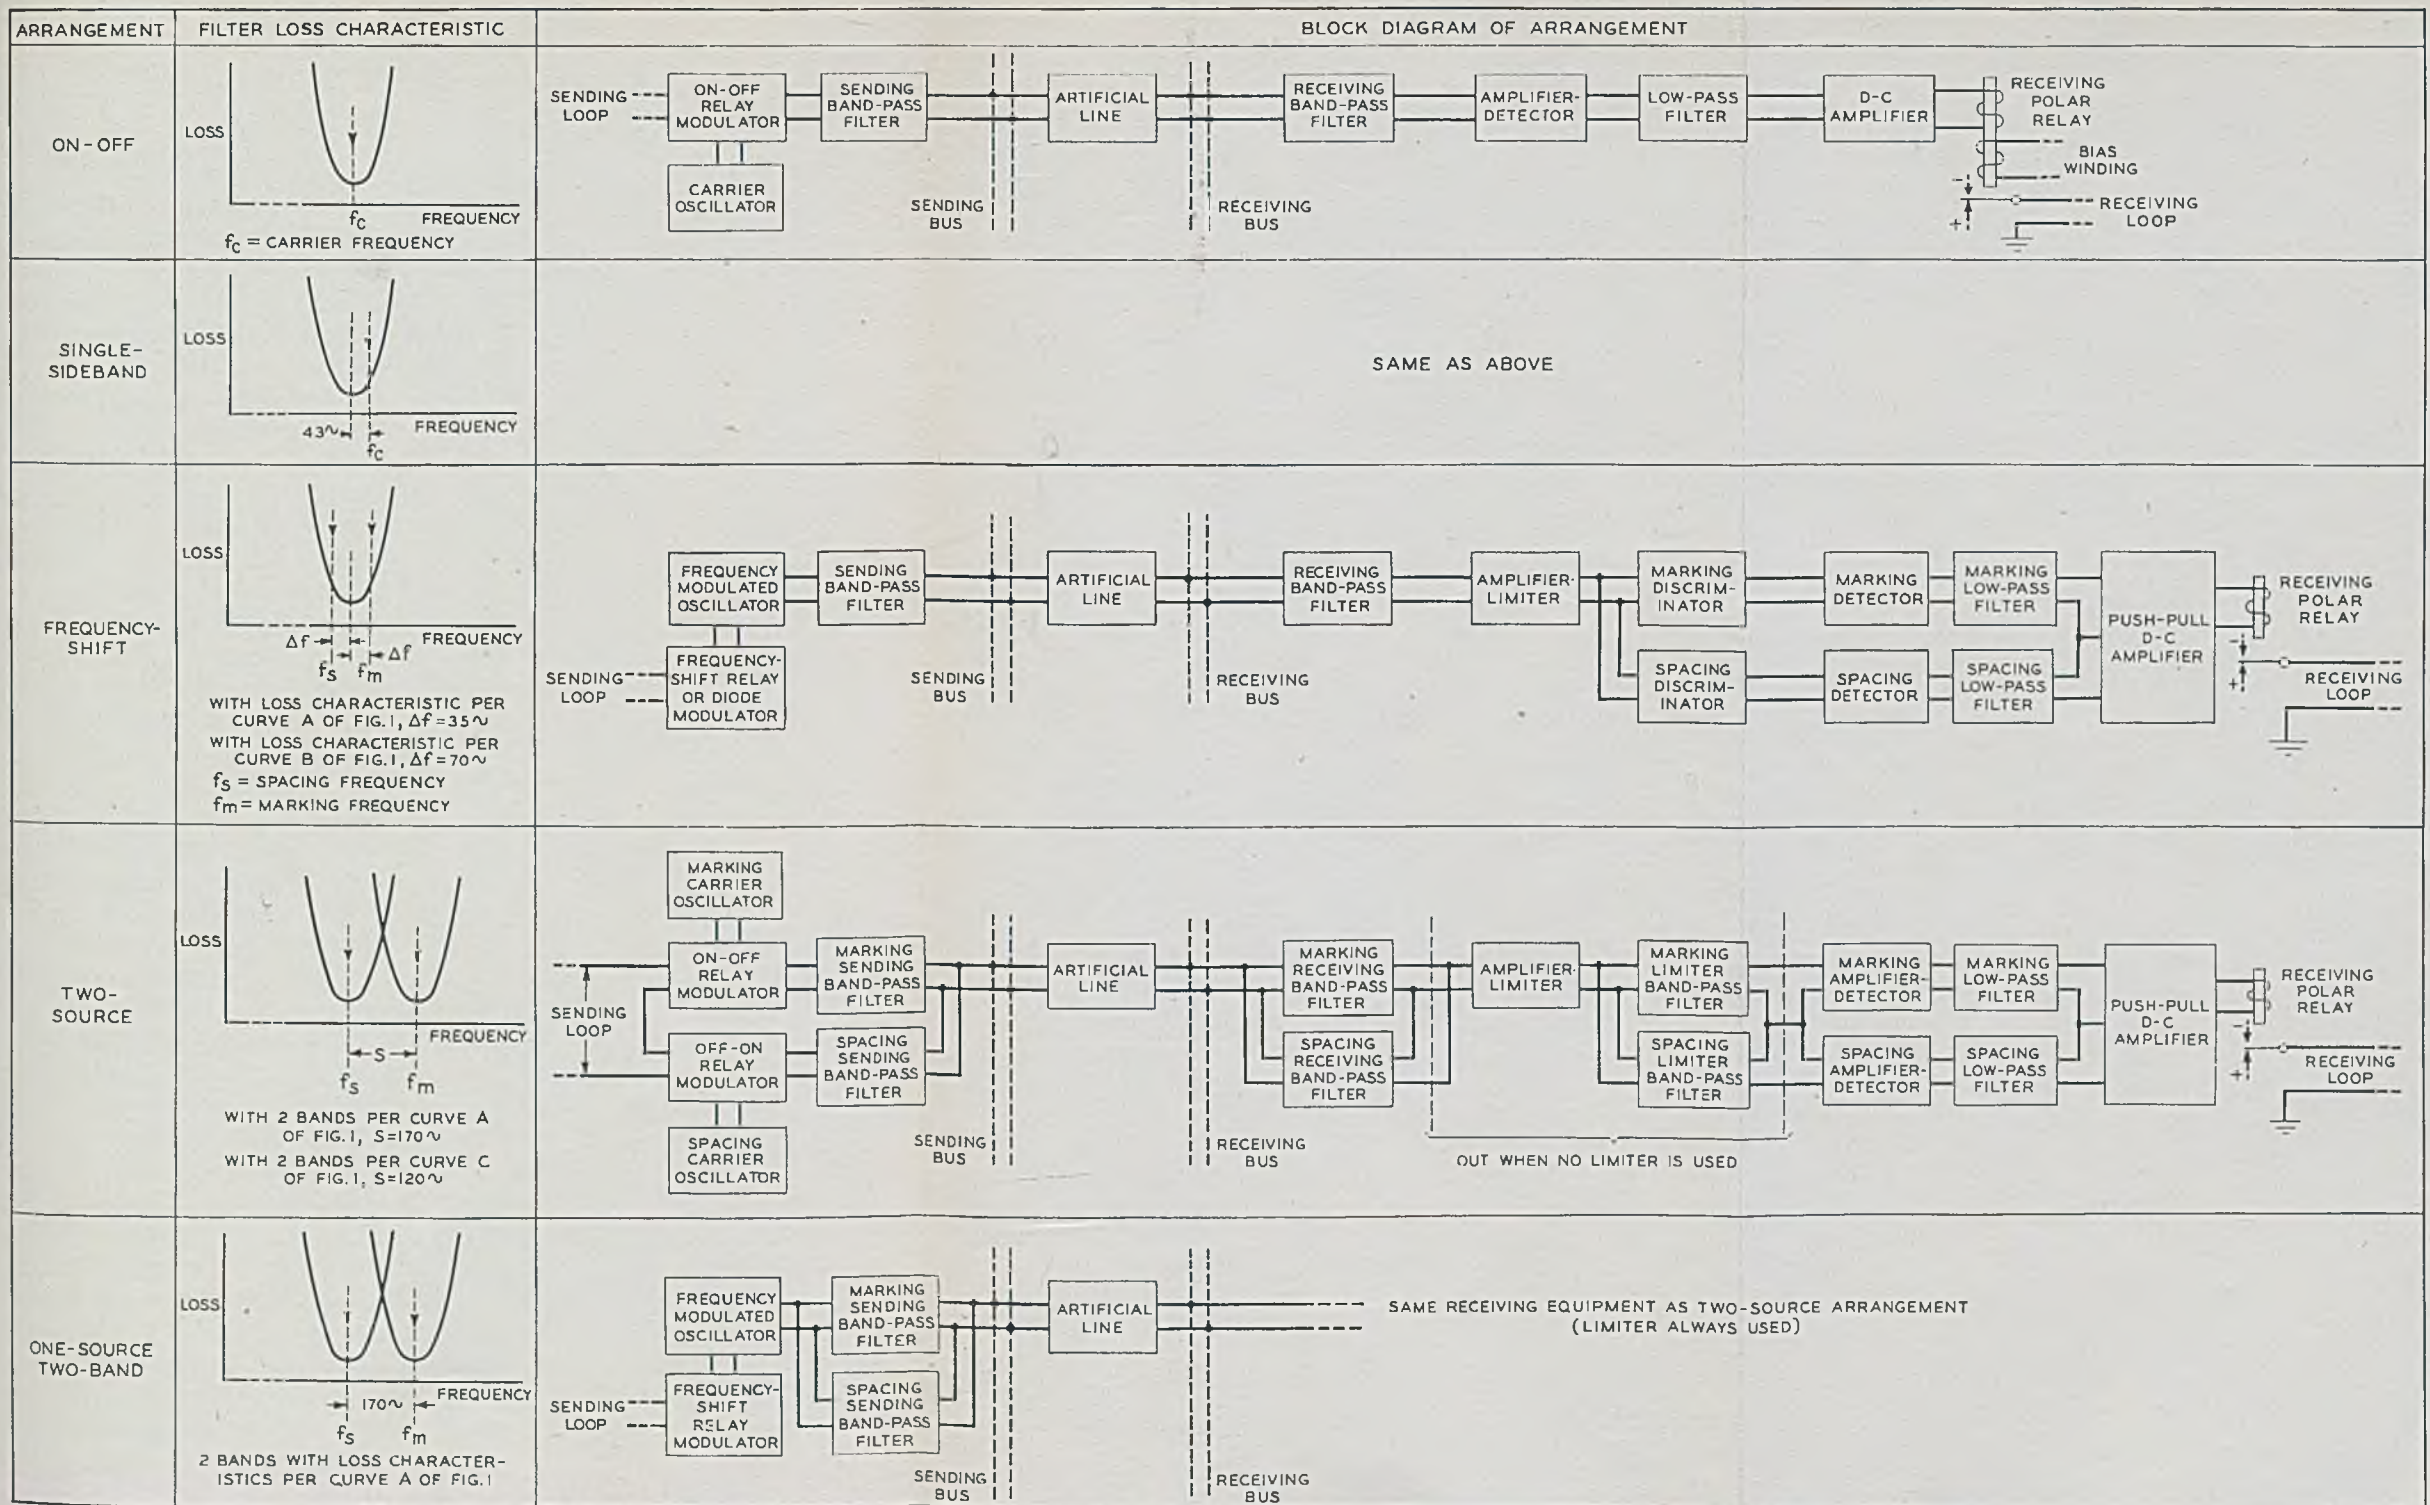 ARRANGEMENT
FILTER LOSS CHARACTERISTIC
BLOCK DIAGRAM OF ARRANGEMENT
ON-OFF
LOSS
fc
FREQUENCY
fc = CARRIER FREQUENCY
SENDING
LOOP
ON-OFF
RELAY
MODULATOR
CARRIER
OSCILLATOR
SENDING
BAND-PASS
FILTER
SENDING
BUS
ARTIFICIAL
LINE
RECEIVING
BUS
RECEIVING
BAND-PASS
FILTER
AMPLIFIER-
DETECTOR
LOW-PASS
FILTER
D-C
AMPLIFIER
RECEIVING
POLAR
RELAY
BIAS
WINDING
-
+
RECEIVING
LOOP
SINGLE-
SIDEBAND
LOSS
43~
FREQUENCY
fc
SAME AS ABOVE
FREQUENCY-
SHIFT
LOSS
FREQUENCY
Δf
Δf
fs
fm
WITH LOSS CHARACTERISTIC PER
CURVE A OF FIG.1, Δf=35~
WITH LOSS CHARACTERISTIC PER
CURVE B OF FIG.1, Δf=70~
fs = SPACING FREQUENCY
fm = MARKING FREQUENCY
FREQUENCY
MODULATED
OSCILLATOR
SENDING
LOOP
FREQUENCY-
SHIFT RELAY
OR DIODE
MODULATOR
SENDING
BAND-PASS
FILTER
SENDING
BUS
ARTIFICIAL
LINE
RECEIVING
BUS
RECEIVING
BAND-PASS
FILTER
AMPLIFIER-
LIMITER
MARKING
DISCRIM-
INATOR
SPACING
DISCRIM-
INATOR
MARKING
DETECTOR
SPACING
DETECTOR
MARKING
LOW-PASS
FILTER
SPACING
LOW-PASS
FILTER
PUSH-PULL
D-C
AMPLIFIER
RECEIVING
POLAR
RELAY
-
+
RECEIVING
LOOP
TWO-
SOURCE
LOSS
FREQUENCY
S
fs
fm
WITH 2 BANDS PER CURVE A
OF FIG.1, S=170~
WITH 2 BANDS PER CURVE C
OF FIG.1, S=120~
MARKING
CARRIER
OSCILLATOR
ON-OFF
RELAY
MODULATOR
SENDING
LOOP
OFF-ON
RELAY
MODULATOR
SPACING
CARRIER
OSCILLATOR
MARKING
SENDING
BAND-PASS
FILTER
SPACING
SENDING
BAND-PASS
FILTER
SENDING
BUS
ARTIFICIAL
LINE
RECEIVING
BUS
MARKING
RECEIVING
BAND-PASS
FILTER
SPACING
RECEIVING
BAND-PASS
FILTER
AMPLIFIER-
LIMITER
MARKING
LIMITER
BAND-PASS
FILTER
SPACING
LIMITER
BAND-PASS
FILTER
OUT WHEN NO LIMITER IS USED
MARKING
AMPLIFIER-
DETECTOR
SPACING
AMPLIFIER-
DETECTOR
MARKING
LOW-PASS
FILTER
SPACING
LOW-PASS
FILTER
PUSH-PULL
D-C
AMPLIFIER
RECEIVING
POLAR
RELAY
-
+
RECEIVING
LOOP
ONE-SOURCE
TWO-BAND
LOSS
FREQUENCY
170~
fs
fm
2 BANDS WITH LOSS CHARACTER-
ISTICS PER CURVE A OF FIG.1
FREQUENCY
MODULATED
OSCILLATOR
SENDING
LOOP
FREQUENCY-
SHIFT
RELAY
MODULATOR
MARKING
SENDING
BAND-PASS
FILTER
SPACING
SENDING
BAND-PASS
FILTER
SENDING
BUS
ARTIFICIAL
LINE
RECEIVING
BUS
SAME RECEIVING EQUIPMENT AS TWO-SOURCE ARRANGEMENT
(LIMITER ALWAYS USED)